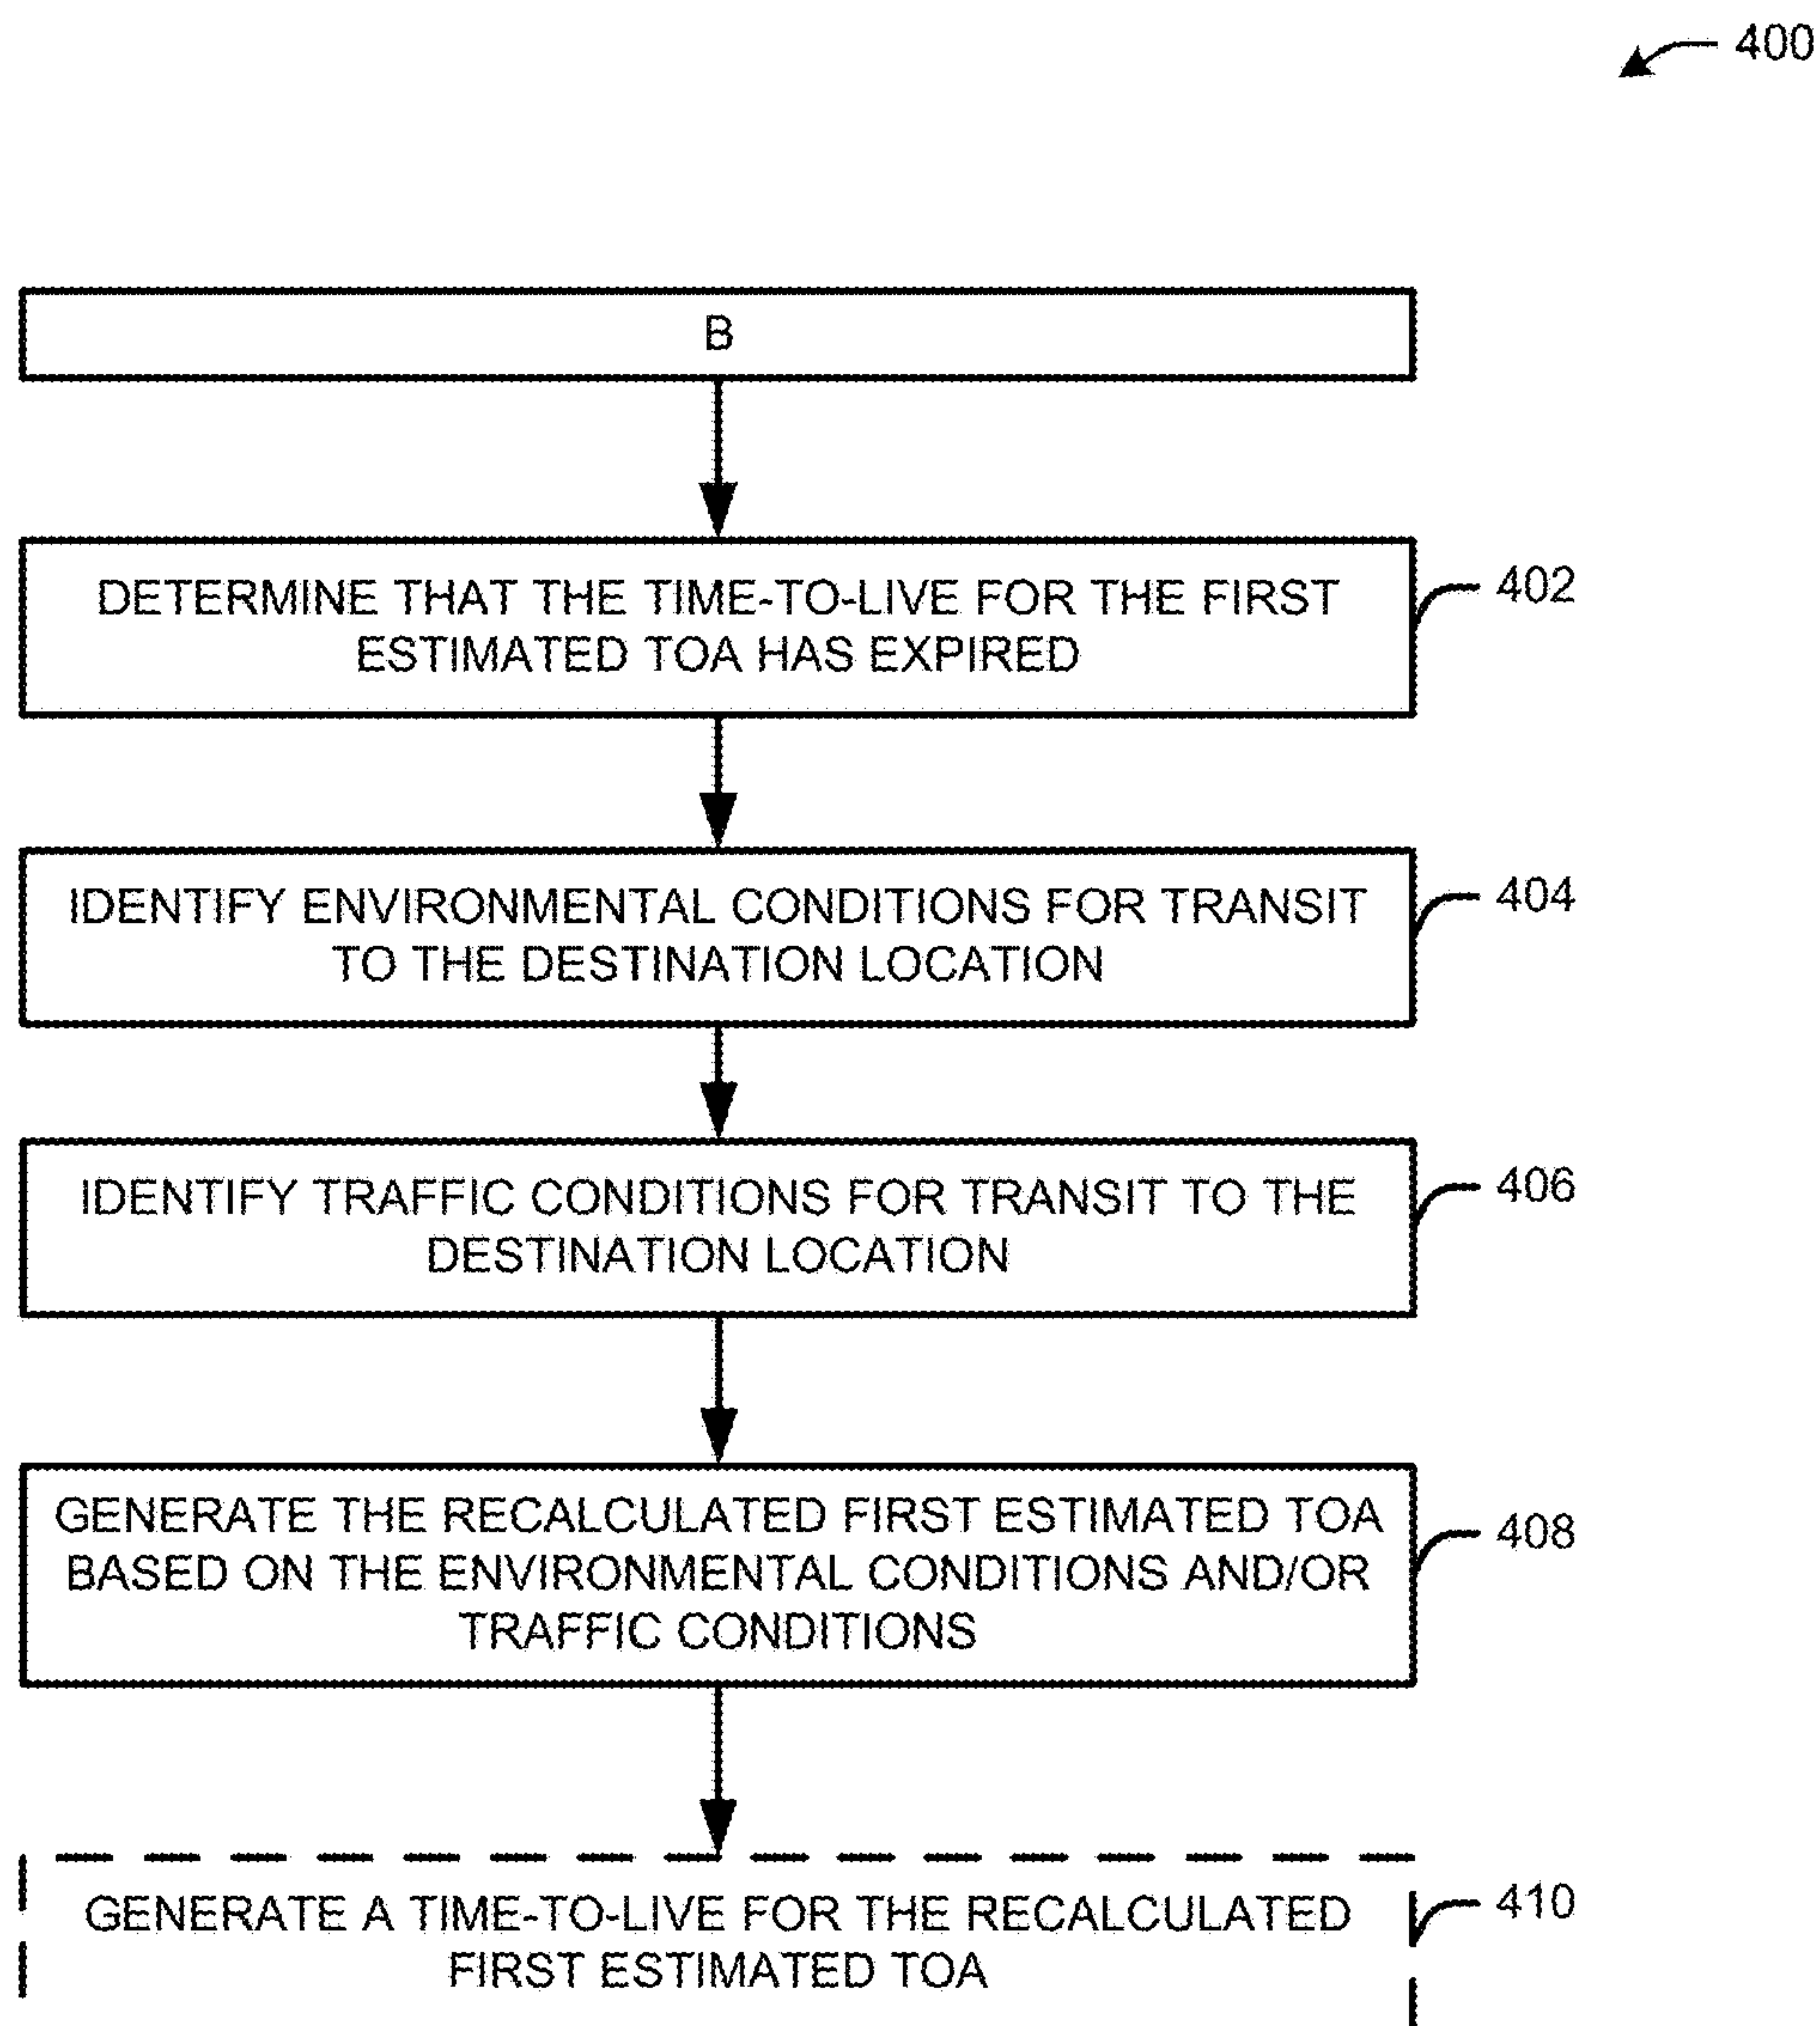 400
B
DETERMINE THAT THE TIME-TO-LIVE FOR THE FIRST
ESTIMATED TOA HAS EXPIRED
402
IDENTIFY ENVIRONMENTAL CONDITIONS FOR TRANSIT
TO THE DESTINATION LOCATION
404
IDENTIFY TRAFFIC CONDITIONS FOR TRANSIT TO THE
DESTINATION LOCATION
406
GENERATE THE RECALCULATED FIRST ESTIMATED TOA
BASED ON THE ENVIRONMENTAL CONDITIONS AND/OR
TRAFFIC CONDITIONS
408
GENERATE A TIME-TO-LIVE FOR THE RECALCULATED
FIRST ESTIMATED TOA
410